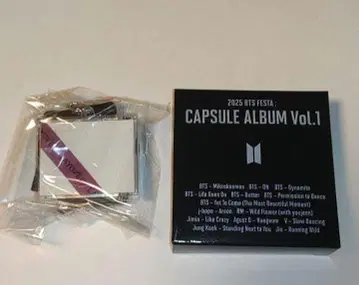 2025 BTS FESTA :
CAPSULE ALBUM Vol.1
BTS - Mikrokosmos BTS - ON BTS - Dynamite
BTS - Life Goes On BTS - Butter BTS - Permission to Dance
BTS - Yet To Come (The Most Beautiful Moment)
j-hope - Arson RM - Wild Flower (with youjeen)
Jimin - Like Crazy Agust D - Haegeum V - Slow Dancing
Jung Kook - Standing Next to You Jin - Running Wild